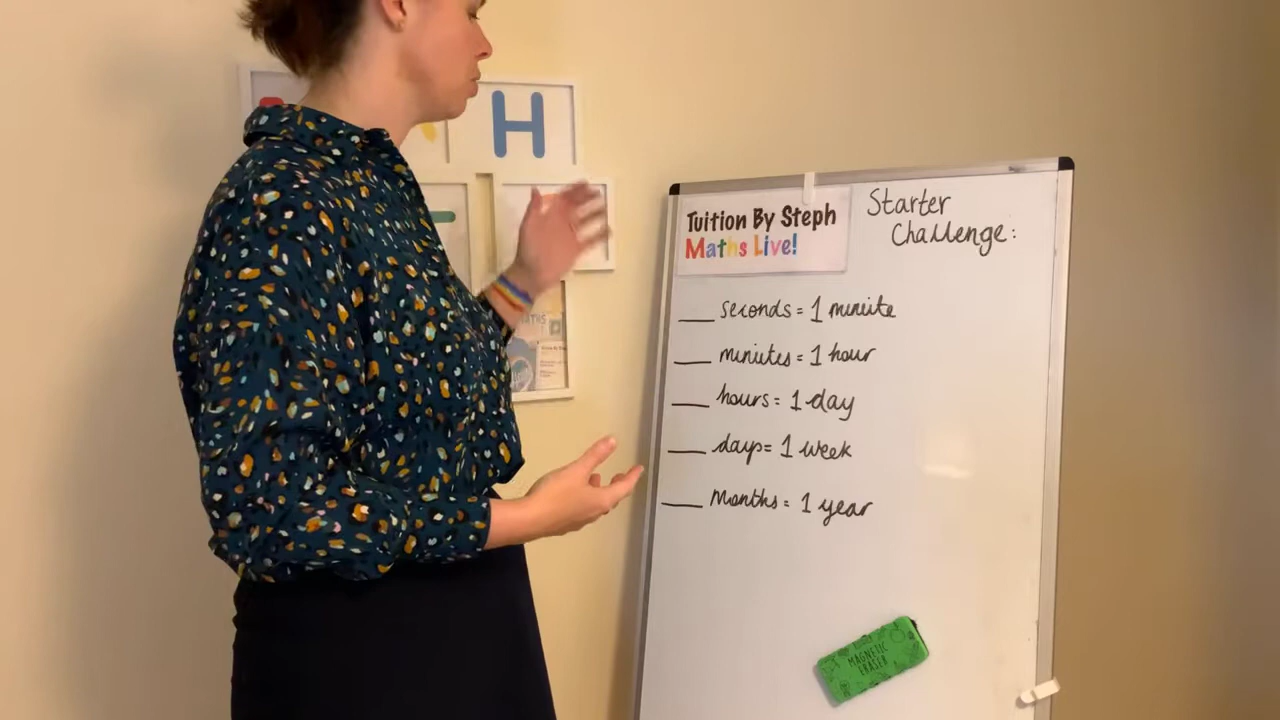 H
Tuition By Steph
Maths Live!
Starter
Challenge:
___ seconds = 1 minute
___ minutes = 1 hour
___ hours = 1 day
___ days = 1 week
___ months = 1 year
MAGNETIC
ERASER